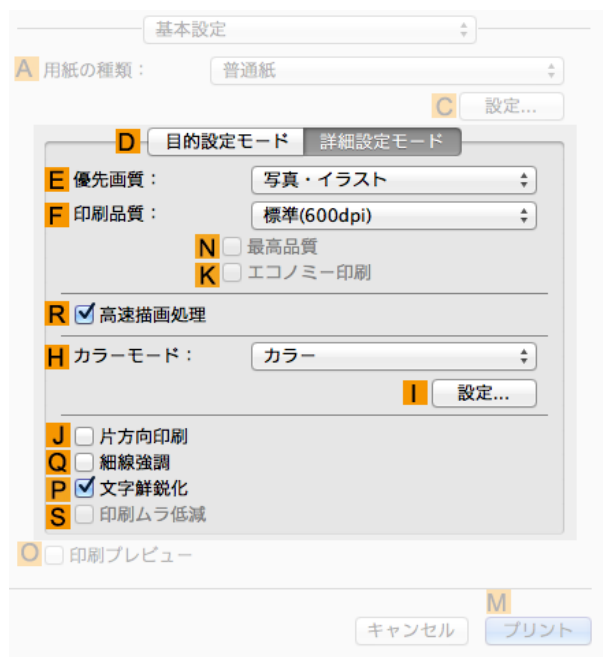 基本設定
A 用紙の種類： 普通紙
C 設定...
D 目的設定モード 詳細設定モード
E 優先画質： 写真・イラスト
F 印刷品質： 標準(600dpi)
N 最高品質
K エコノミー印刷
R 高速描画処理
H カラーモード： カラー
I 設定...
J 片方向印刷
Q 細線強調
P 文字鮮鋭化
S 印刷ムラ低減
O 印刷プレビュー
M
キャンセル プリント